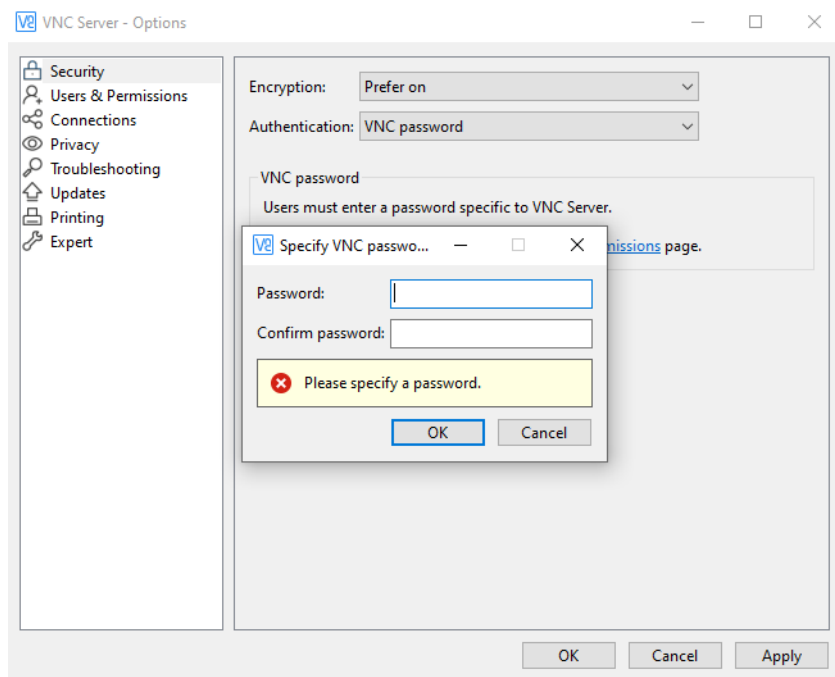 VNC Server - Options
Security
Users & Permissions
Connections
Privacy
Troubleshooting
Updates
Printing
Expert
Encryption: Prefer on
Authentication: VNC password
VNC password
Users must enter a password specific to VNC Server.
page.
Specify VNC passwo...
Password:
Confirm password:
Please specify a password.
OK Cancel
OK Cancel Apply